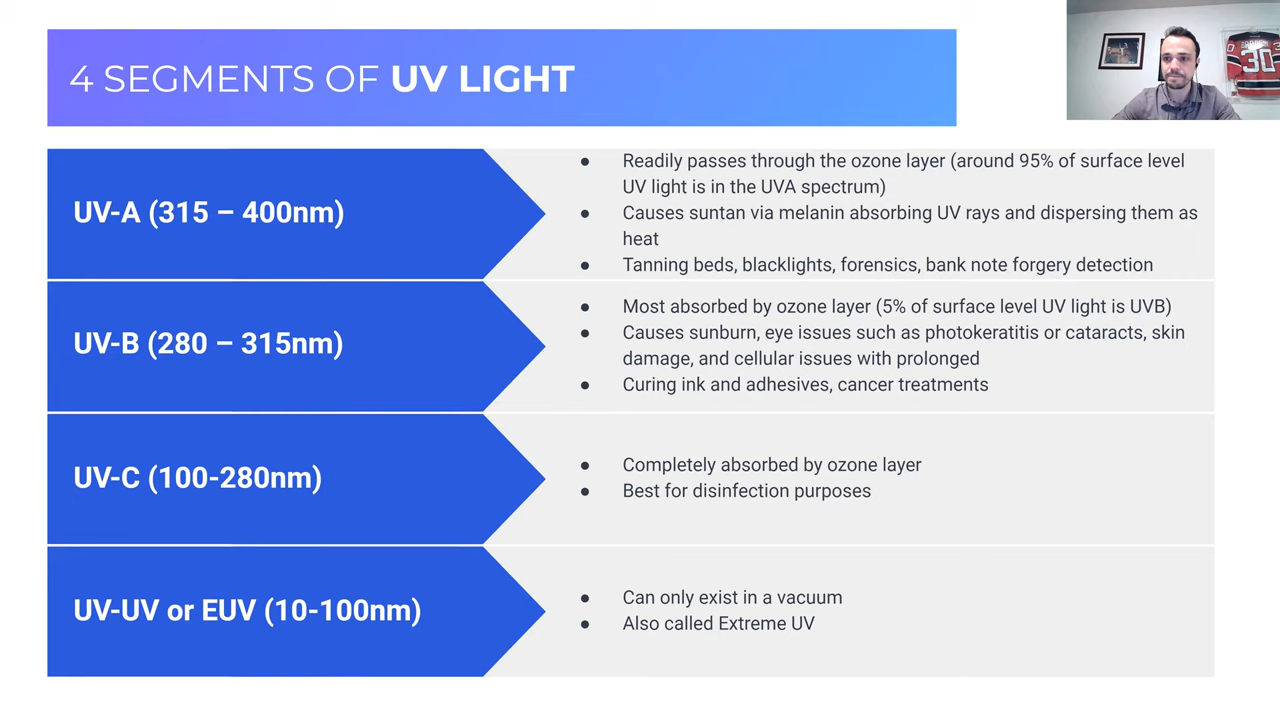 4 SEGMENTS OF UV LIGHT
UV-A (315 – 400nm)
● Readily passes through the ozone layer (around 95% of surface level
UV light is in the UVA spectrum)
● Causes suntan via melanin absorbing UV rays and dispersing them as
heat
● Tanning beds, blacklights, forensics, bank note forgery detection
UV-B (280 – 315nm)
● Most absorbed by ozone layer (5% of surface level UV light is UVB)
● Causes sunburn, eye issues such as photokeratitis or cataracts, skin
damage, and cellular issues with prolonged
● Curing ink and adhesives, cancer treatments
UV-C (100-280nm)
● Completely absorbed by ozone layer
● Best for disinfection purposes
UV-UV or EUV (10-100nm)
● Can only exist in a vacuum
● Also called Extreme UV
30